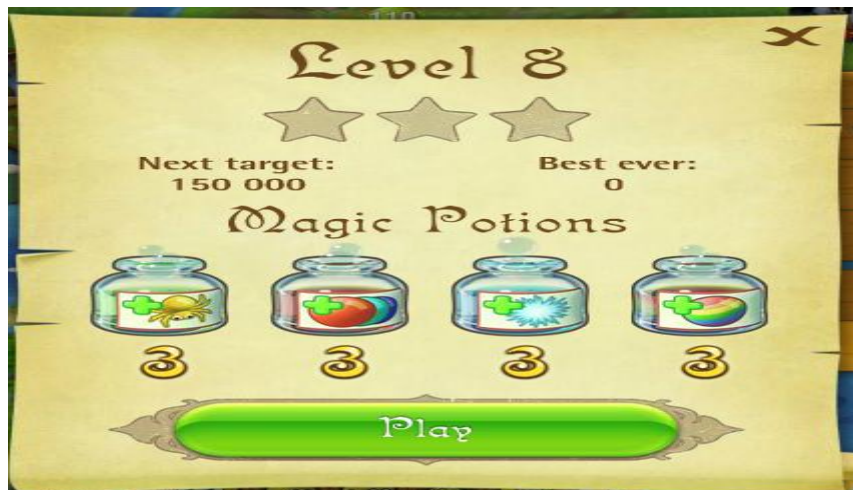 Level 8
Next target: Best ever:
150 000 0
Magic Potions
3 3 3 3
Play